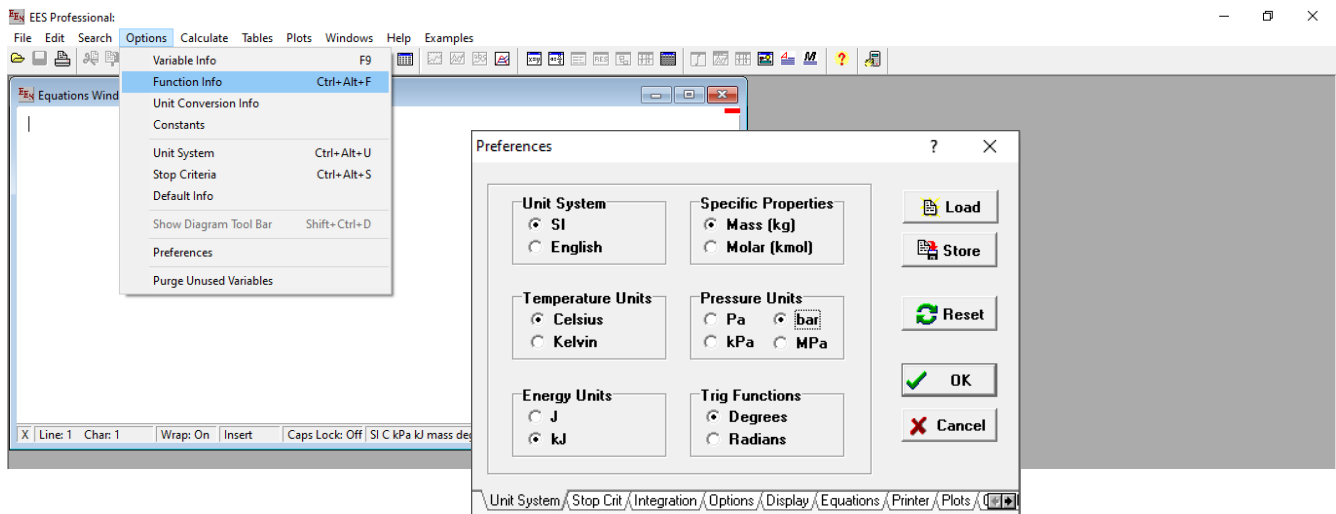 EES Professional:
File Edit Search Options Calculate Tables Plots Windows Help Examples
Variable Info F9
Function Info Ctrl+Alt+F
Unit Conversion Info
Constants
Unit System Ctrl+Alt+U
Stop Criteria Ctrl+Alt+S
Default Info
Show Diagram Tool Bar Shift+Ctrl+D
Preferences
Purge Unused Variables
Equations Wind
X Line: 1 Char: 1 Wrap: On Insert Caps Lock: Off SI C kPa kJ mass deg
Preferences ?
Unit System
SI
English
Specific Properties
Mass (kg)
Molar (kmol)
Temperature Units
Celsius
Kelvin
Pressure Units
Pa bar
kPa MPa
Energy Units
J
kJ
Trig Functions
Degrees
Radians
Load
Store
Reset
OK
Cancel
Unit System Stop Crit Integration Options Display Equations Printer Plots